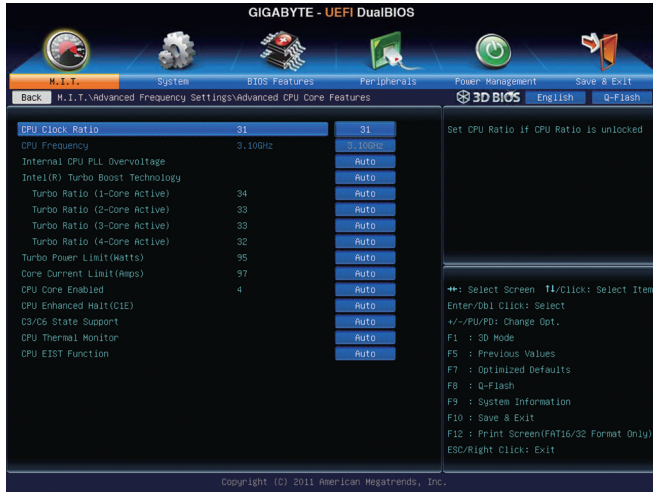 GIGABYTE - UEFI DualBIOS
M.I.T. System BIOS Features Peripherals Power Management Save & Exit
Back M.I.T.\Advanced Frequency Settings\Advanced CPU Core Features 3D BIOS English Q-Flash
CPU Clock Ratio 31 31
CPU Frequency 3.10GHz 3.10GHz
Internal CPU PLL Overvoltage Auto
Intel(R) Turbo Boost Technology Auto
Turbo Ratio (1-Core Active) 34 Auto
Turbo Ratio (2-Core Active) 33 Auto
Turbo Ratio (3-Core Active) 33 Auto
Turbo Ratio (4-Core Active) 32 Auto
Turbo Power Limit(Watts) 95 Auto
Core Current Limit(Amps) 97 Auto
CPU Core Enabled 4 Auto
CPU Enhanced Halt(C1E) Auto
C3/C6 State Support Auto
CPU Thermal Monitor Auto
CPU EIST Function Auto
Set CPU Ratio if CPU Ratio is unlocked
→←: Select Screen ↑↓/Click: Select Item
Enter/Dbl Click: Select
+/-/PU/PD: Change Opt.
F1 : 3D Mode
F5 : Previous Values
F7 : Optimized Defaults
F8 : Q-Flash
F9 : System Information
F10 : Save & Exit
F12 : Print Screen(FAT16/32 Format Only)
ESC/Right Click: Exit
Copyright (C) 2011 American Megatrends, Inc.